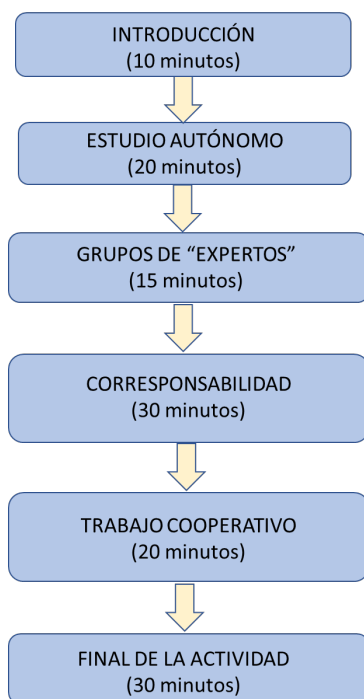 INTRODUCCIÓN
(10 minutos)
ESTUDIO AUTÓNOMO
(20 minutos)
GRUPOS DE “EXPERTOS”
(15 minutos)
CORRESPONSABILIDAD
(30 minutos)
TRABAJO COOPERATIVO
(20 minutos)
FINAL DE LA ACTIVIDAD
(30 minutos)